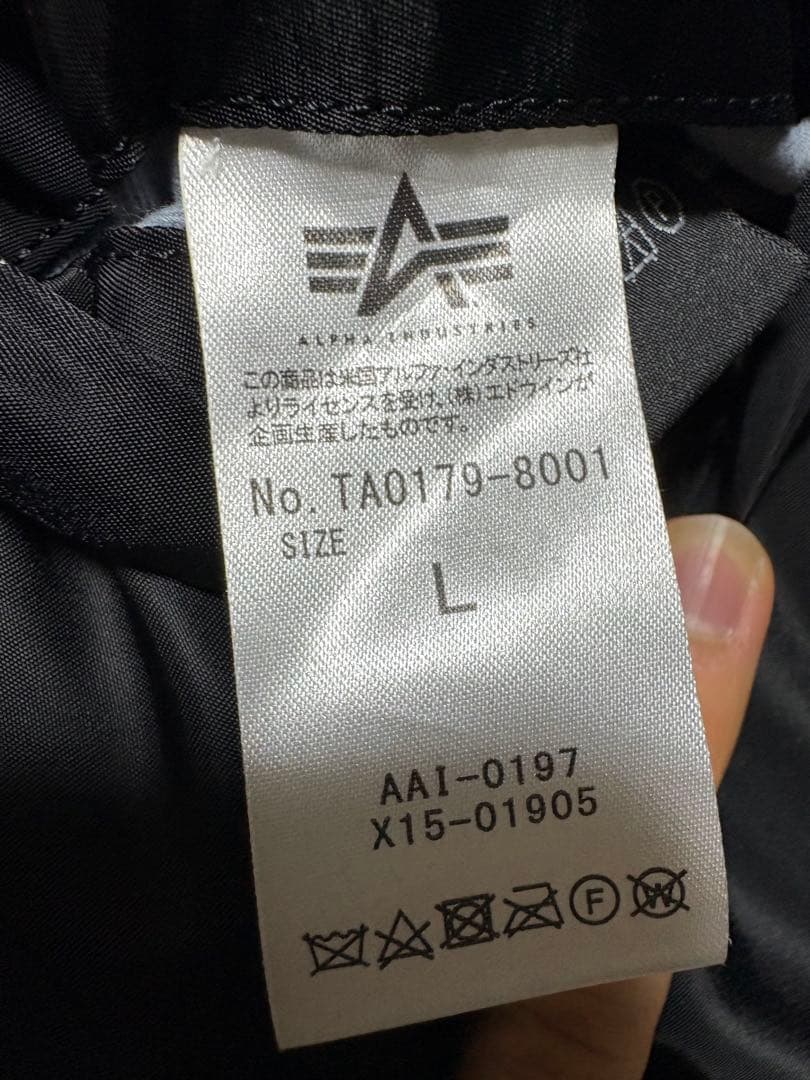 ALPHA INDUSTRIES
この商品は米国アルファ・インダストリーズ社
よりライセンスを受け、(株)エドウインが
企画生産したものです。
No. TA0179-8001
SIZE
L
AAI-0197
X15-01905
F
W